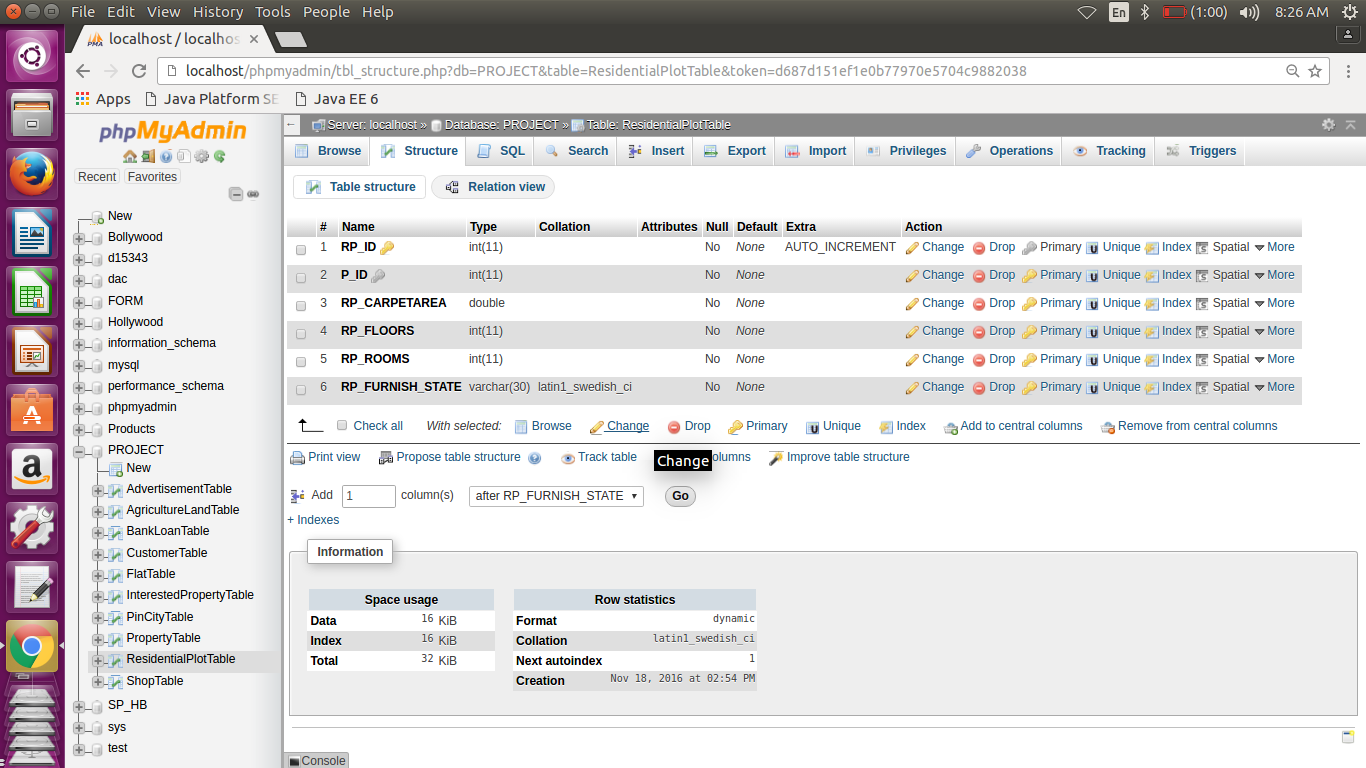 File Edit View History Tools People Help
En (1:00) 8:26 AM
PMA localhost / localhos
localhost/phpmyadmin/tbl_structure.php?db=PROJECT&table=ResidentialPlotTable&token=d687d151ef1e0b77970e5704c9882038
Apps Java Platform SE Java EE 6
phpMyAdmin
Recent Favorites
New
Bollywood
d15343
dac
FORM
Hollywood
information_schema
mysql
performance_schema
phpmyadmin
Products
PROJECT
New
AdvertisementTable
AgricultureLandTable
BankLoanTable
CustomerTable
FlatTable
InterestedPropertyTable
PinCityTable
PropertyTable
ResidentialPlotTable
ShopTable
SP_HB
sys
test
Server: localhost » Database: PROJECT » Table: ResidentialPlotTable
Browse Structure SQL Search Insert Export Import Privileges Operations Tracking Triggers
Table structure Relation view
# Name Type Collation Attributes Null Default Extra Action
1 RP_ID int(11) No None AUTO_INCREMENT Change Drop Primary Unique Index Spatial More
2 P_ID int(11) No None Change Drop Primary Unique Index Spatial More
3 RP_CARPETAREA double No None Change Drop Primary Unique Index Spatial More
4 RP_FLOORS int(11) No None Change Drop Primary Unique Index Spatial More
5 RP_ROOMS int(11) No None Change Drop Primary Unique Index Spatial More
6 RP_FURNISH_STATE varchar(30) latin1_swedish_ci No None Change Drop Primary Unique Index Spatial More
Check all With selected: Browse Change Drop Primary Unique Index Add to central columns Remove from central columns
Print view Propose table structure Track table Change olumns Improve table structure
Add 1 column(s) after RP_FURNISH_STATE Go
+ Indexes
Information
Space usage
Data 16 KiB
Index 16 KiB
Total 32 KiB
Row statistics
Format dynamic
Collation latin1_swedish_ci
Next autoindex 1
Creation Nov 18, 2016 at 02:54 PM
Console